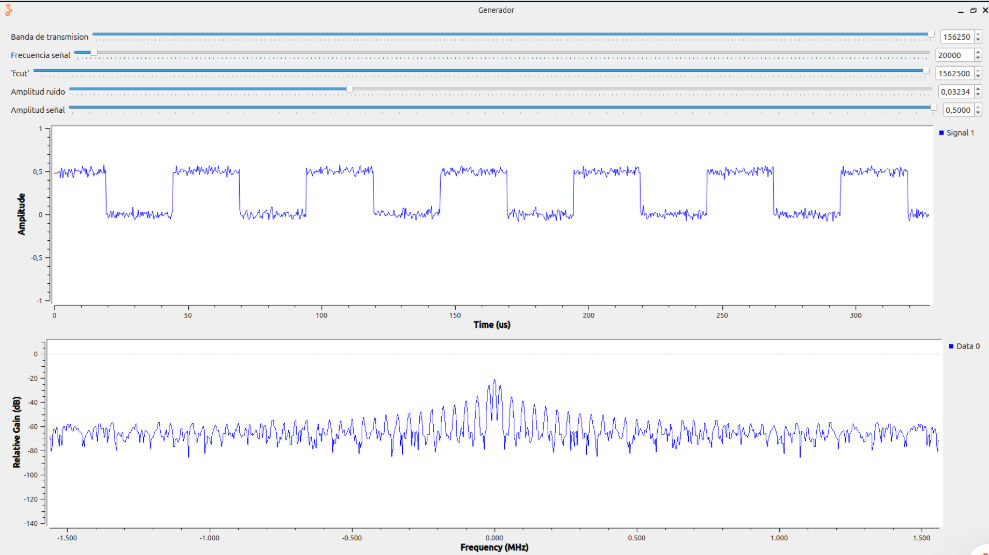 Generador
Banda de transmision 156250
Frecuencia señal 20000
'Fcut' 1562500
Amplitud ruido 0,03234
Amplitud señal 0,5000
Signal 1
1
0,5
0
-0,5
-1
Amplitude
0 50 100 150 200 250 300
Time (us)
Data 0
0
-20
-40
-60
-80
-100
-120
-140
Relative Gain (dB)
-1.500 -1.000 -0.500 0.000 0.500 1.000 1.500
Frequency (MHz)